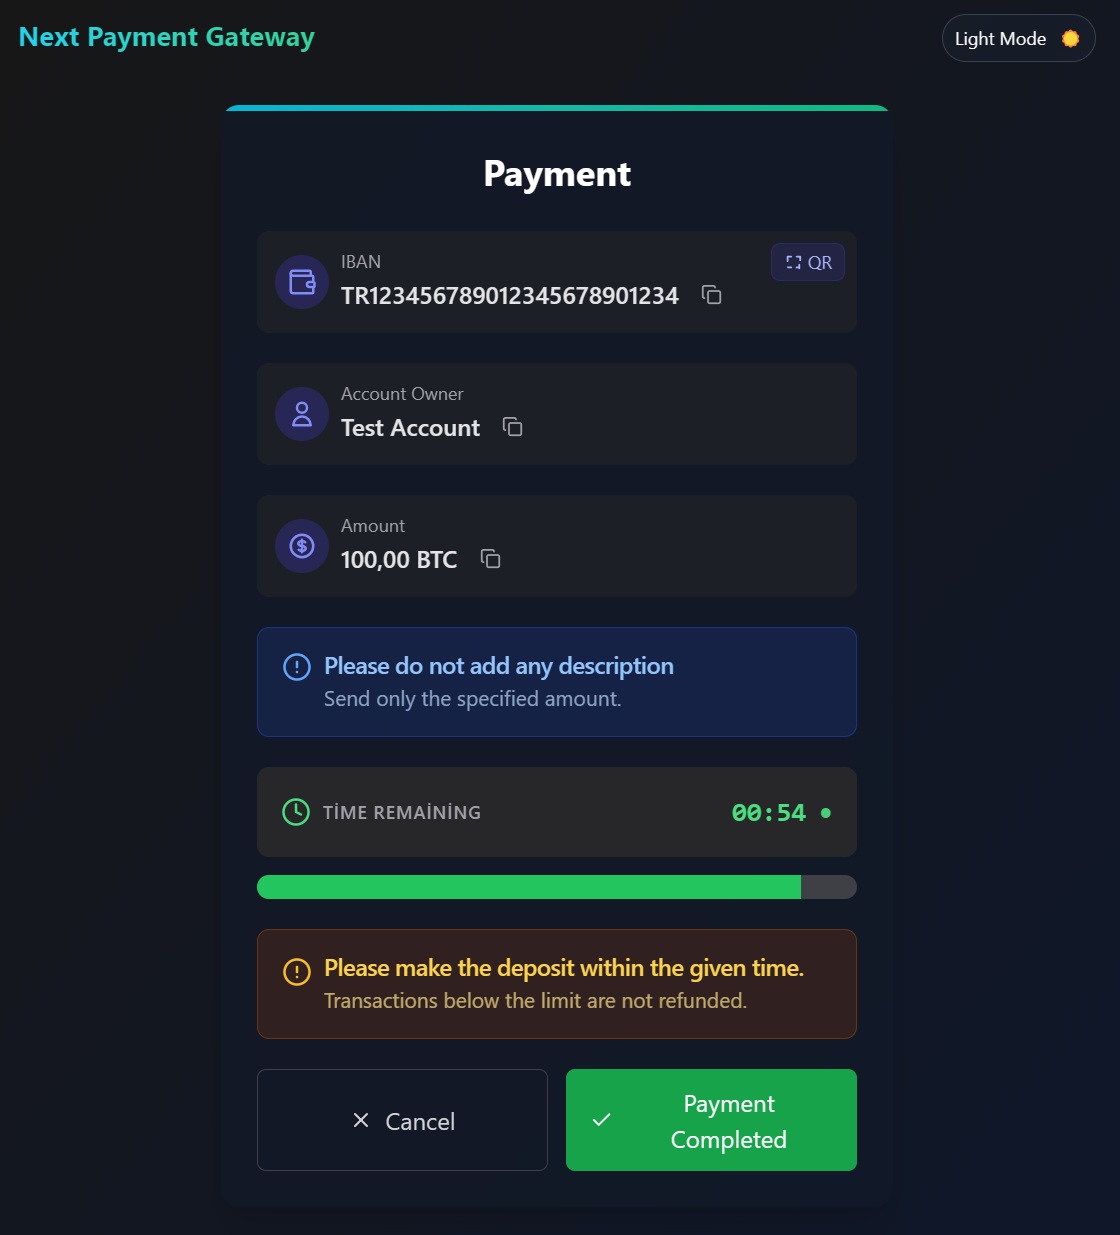 Next Payment Gateway
Light Mode
Payment
IBAN
QR
TR123456789012345678901234
Account Owner
Test Account
Amount
100,00 BTC
Please do not add any description
Send only the specified amount.
TİME REMAİNİNG
00:54
Please make the deposit within the given time.
Transactions below the limit are not refunded.
Cancel
Payment
Completed